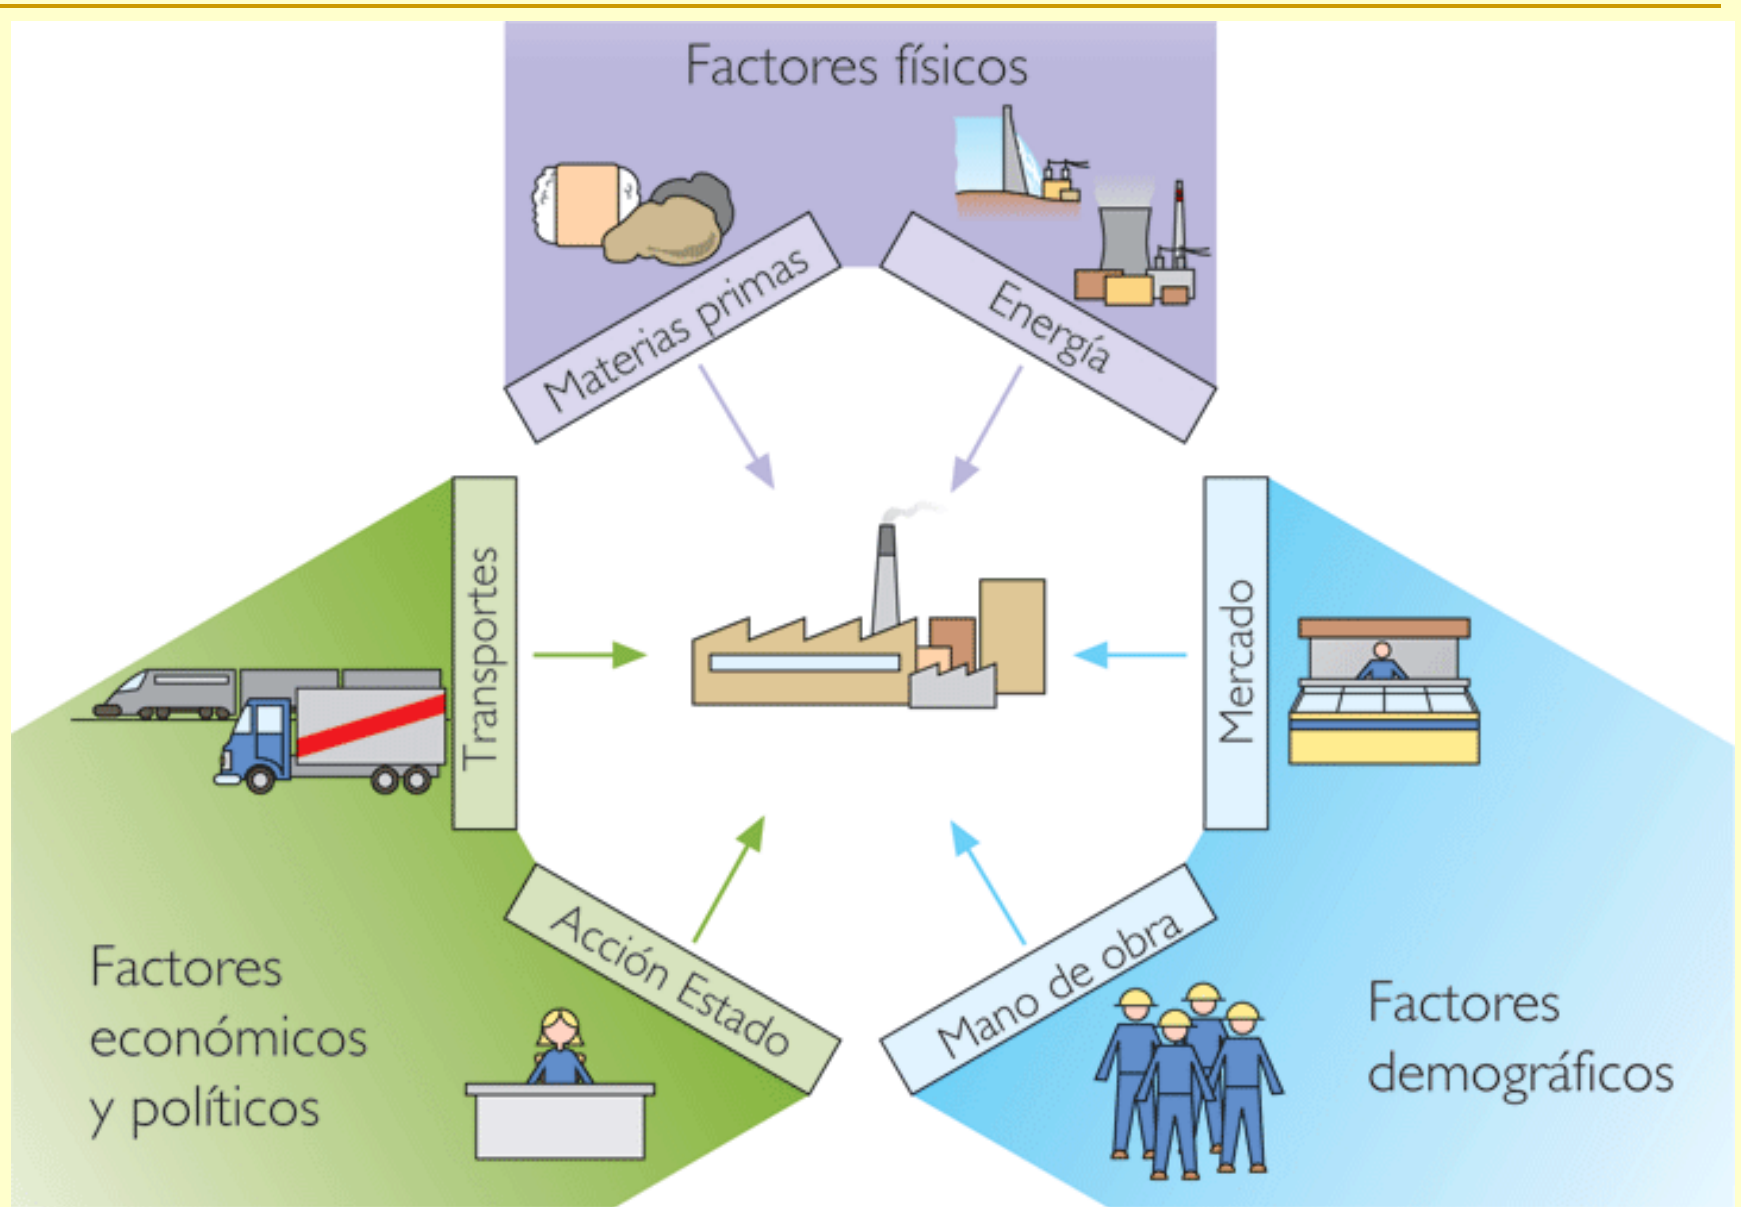 Factores físicos
Materias primas
Energía
Transportes
Mercado
Acción Estado
Mano de obra
Factores
económicos
y políticos
Factores
demográficos